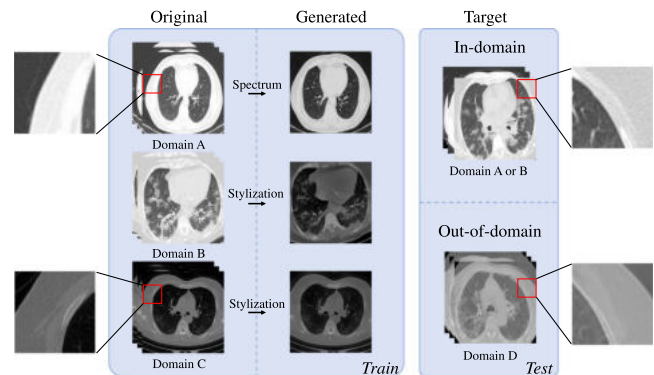 Original
Generated
Target
Spectrum
Domain A
Stylization
Domain B
Stylization
Domain C
Train
In-domain
Domain A or B
Out-of-domain
Domain D
Test